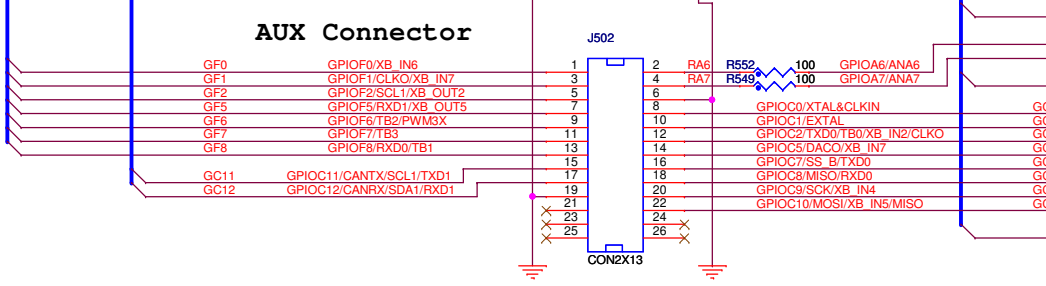 AUX Connector
J502
GF0 GPIOF0/XB_IN6 1 2 RA6 R552 100 GPIOA6/ANA6
GF1 GPIOF1/CLKO/XB_IN7 3 4 RA7 R549 100 GPIOA7/ANA7
GF2 GPIOF2/SCL1/XB_OUT2 5 6
GF5 GPIOF5/RXD1/XB_OUT5 7 8 GPIOC0/XTAL&CLKIN
GF6 GPIOF6/TB2/PWM3X 9 10 GPIOC1/EXTAL
GF7 GPIOF7/TB3 11 12 GPIOC2/TXD0/TB0/XB_IN2/CLKO
GF8 GPIOF8/RXD0/TB1 13 14 GPIOC5/DACO/XB_IN7
15 16 GPIOC7/SS_B/TXD0
GC11 GPIOC11/CANTX/SCL1/TXD1 17 18 GPIOC8/MISO/RXD0
GC12 GPIOC12/CANRX/SDA1/RXD1 19 20 GPIOC9/SCK/XB_IN4
21 22 GPIOC10/MOSI/XB_IN5/MISO
23 24
25 26
CON2X13